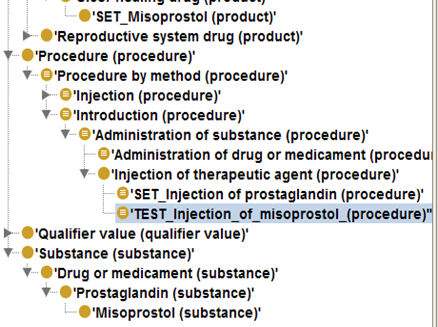 'SET_Misoprostol (product)'
'Reproductive system drug (product)'
'Procedure (procedure)'
'Procedure by method (procedure)'
'Injection (procedure)'
'Introduction (procedure)'
'Administration of substance (procedure)'
'Administration of drug or medicament (procedu
'Injection of therapeutic agent (procedure)'
'SET_Injection of prostaglandin (procedure)'
'TEST_Injection_of_misoprostol_(procedure)"
'Qualifier value (qualifier value)'
'Substance (substance)'
'Drug or medicament (substance)'
'Prostaglandin (substance)'
'Misoprostol (substance)'